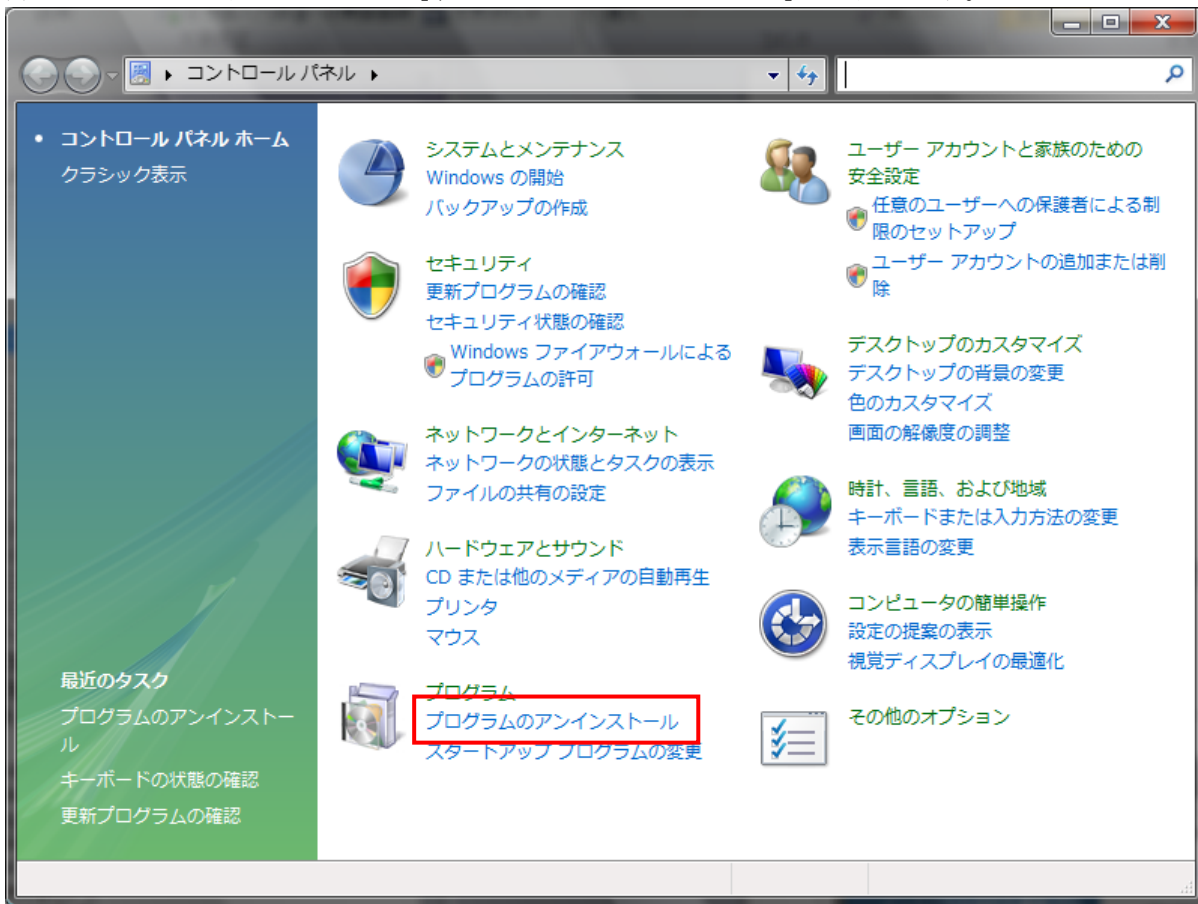 コントロール パネル
コントロール パネル ホーム
クラシック表示
最近のタスク
プログラムのアンインストー
ル
キーボードの状態の確認
更新プログラムの確認
システムとメンテナンス
Windows の開始
バックアップの作成
セキュリティ
更新プログラムの確認
セキュリティ状態の確認
Windows ファイアウォールによる
プログラムの許可
ネットワークとインターネット
ネットワークの状態とタスクの表示
ファイルの共有の設定
ハードウェアとサウンド
CD または他のメディアの自動再生
プリンタ
マウス
プログラム
プログラムのアンインストール
スタートアップ プログラムの変更
ユーザー アカウントと家族のための
安全設定
任意のユーザーへの保護者による制
限のセットアップ
ユーザー アカウントの追加または削
除
デスクトップのカスタマイズ
デスクトップの背景の変更
色のカスタマイズ
画面の解像度の調整
時計、言語、および地域
キーボードまたは入力方法の変更
表示言語の変更
コンピュータの簡単操作
設定の提案の表示
視覚ディスプレイの最適化
その他のオプション